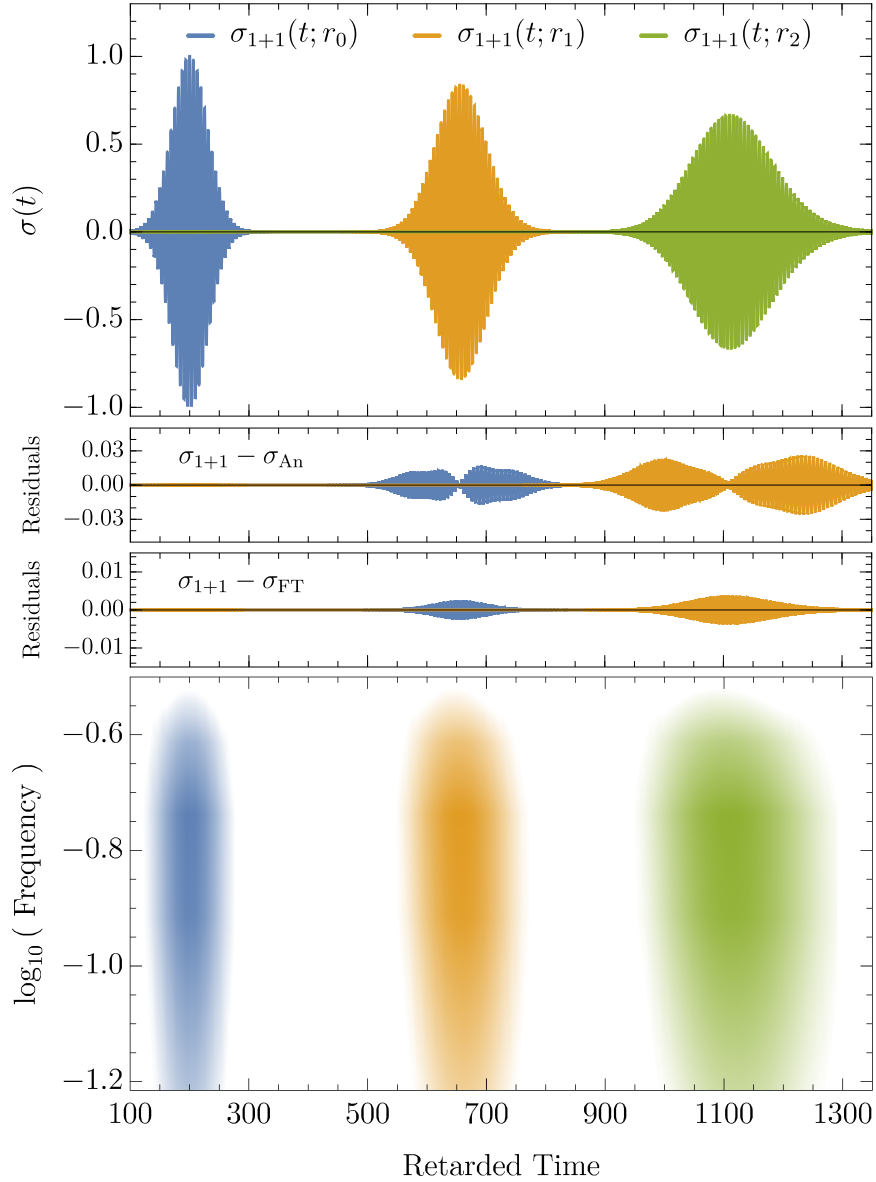 σ₁₊₁(t; r₀) σ₁₊₁(t; r₁) σ₁₊₁(t; r₂)
1.0
0.5
0.0
−0.5
−1.0
σ(t)
0.03
0.00
−0.03
Residuals
σ₁₊₁ − σ_An
0.01
0.00
−0.01
Residuals
σ₁₊₁ − σ_FT
−0.6
−0.8
−1.0
−1.2
log₁₀( Frequency )
100 300 500 700 900 1100 1300
Retarded Time